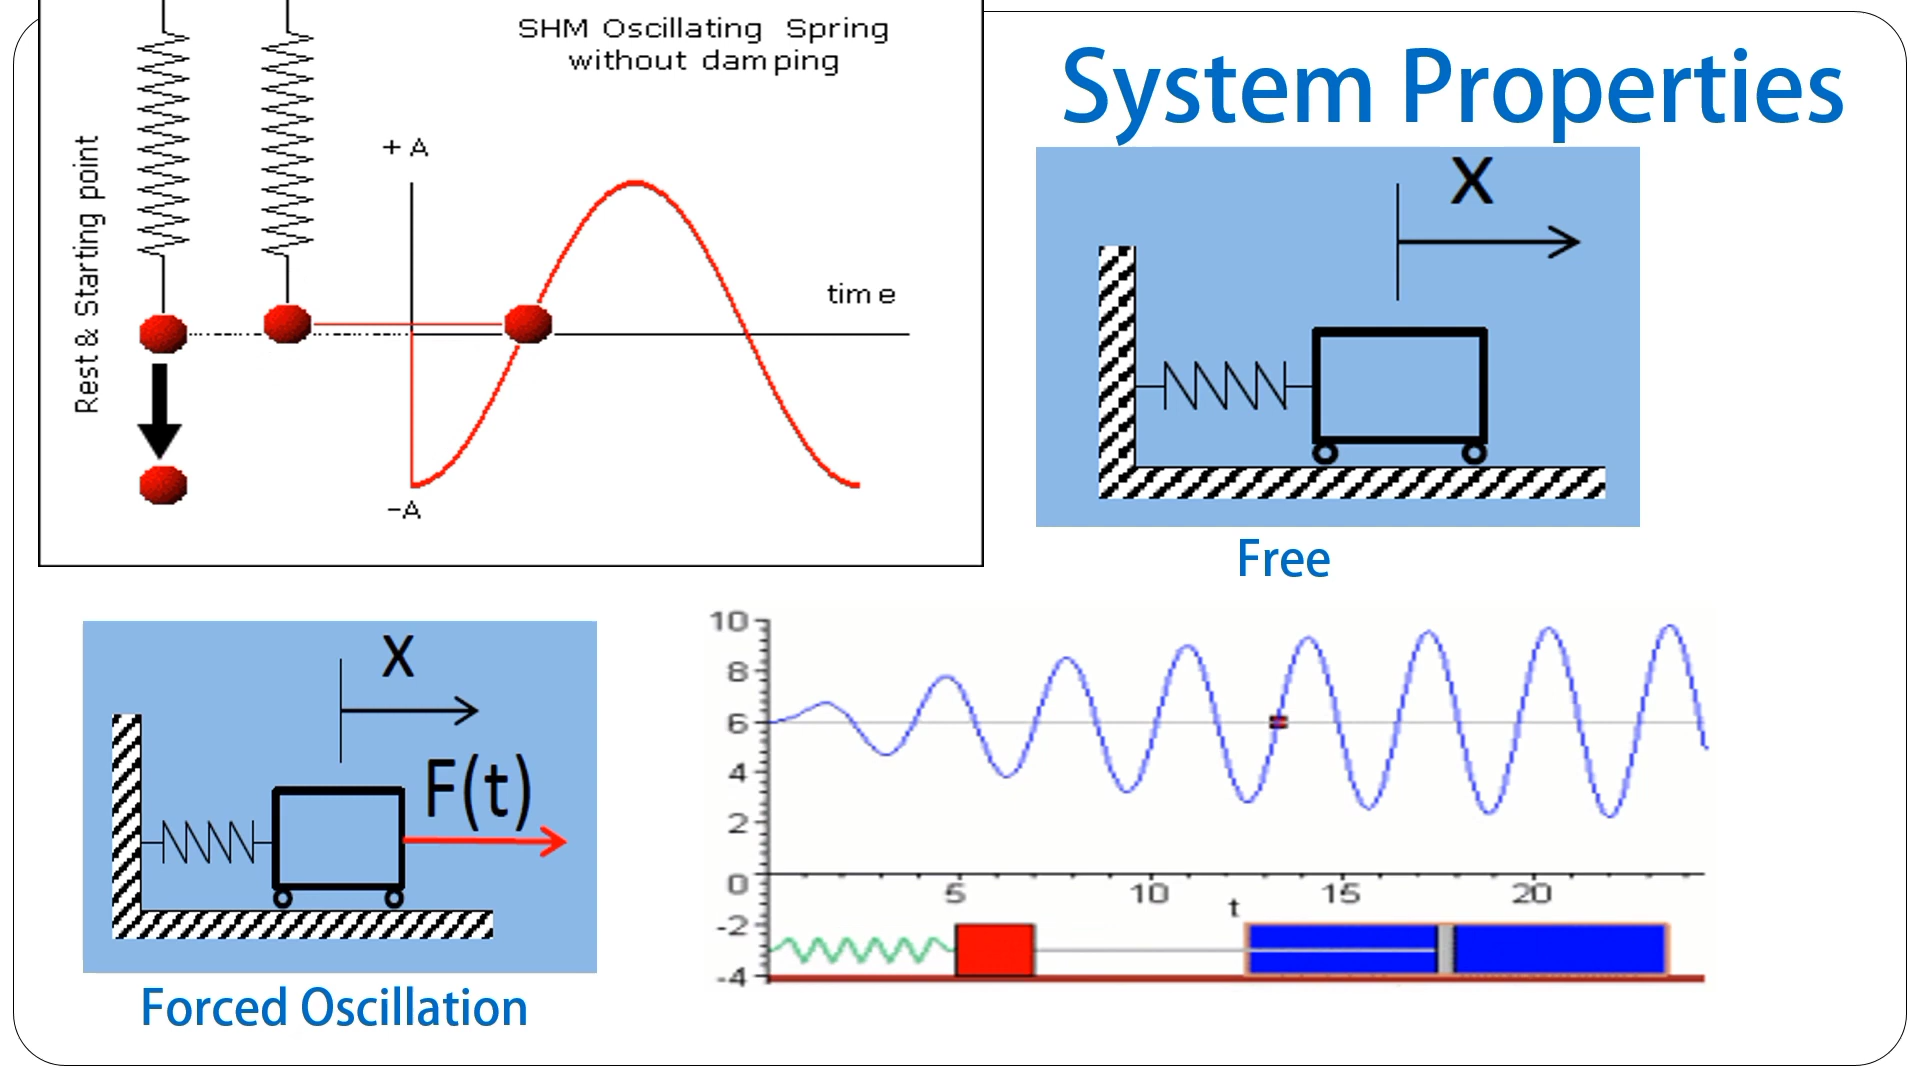 SHM Oscillating Spring
without damping
System Properties
Rest & Starting point
+ A
time
-A
X
Free
X
F(t)
Forced Oscillation
10
8
6
4
2
0
-2
-4
5 10 15 20
t